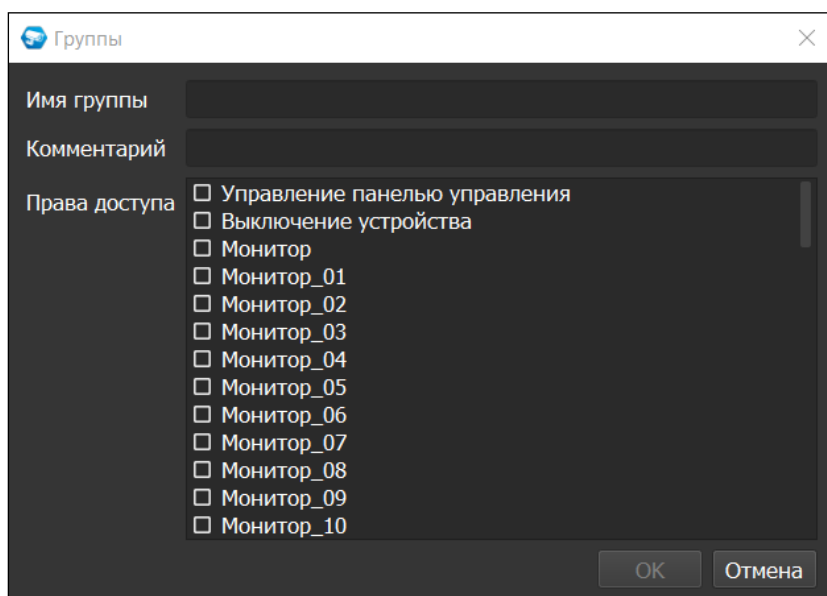 Группы
Имя группы
Комментарий
Права доступа
Управление панелью управления
Выключение устройства
Монитор
Монитор_01
Монитор_02
Монитор_03
Монитор_04
Монитор_05
Монитор_06
Монитор_07
Монитор_08
Монитор_09
Монитор_10
OK Отмена